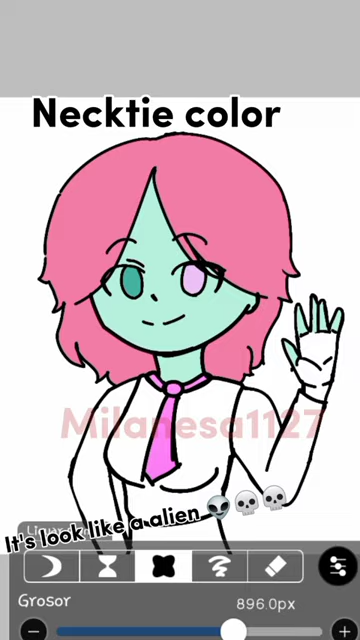 Necktie color
Milanesa1127
It's look like a alien 👽💀💀
Grosor
896.0px